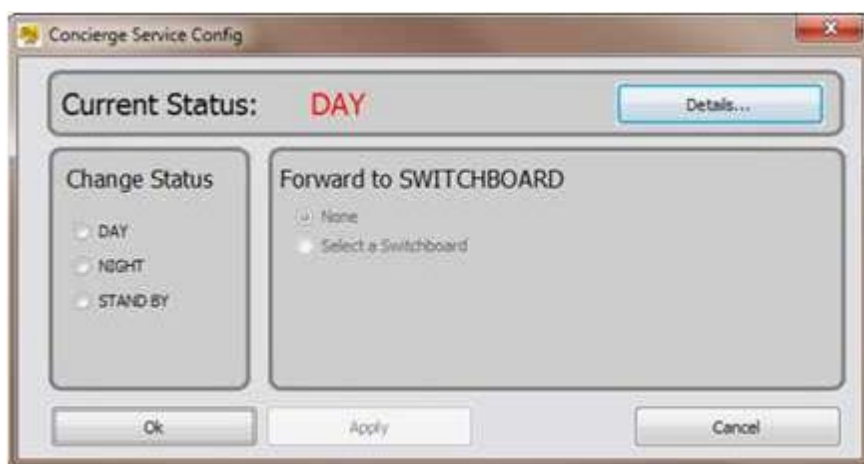 Concierge Service Config
Current Status: DAY Details...
Change Status
DAY
NIGHT
STAND BY
Forward to SWITCHBOARD
None
Select a Switchboard
Ok Apply Cancel